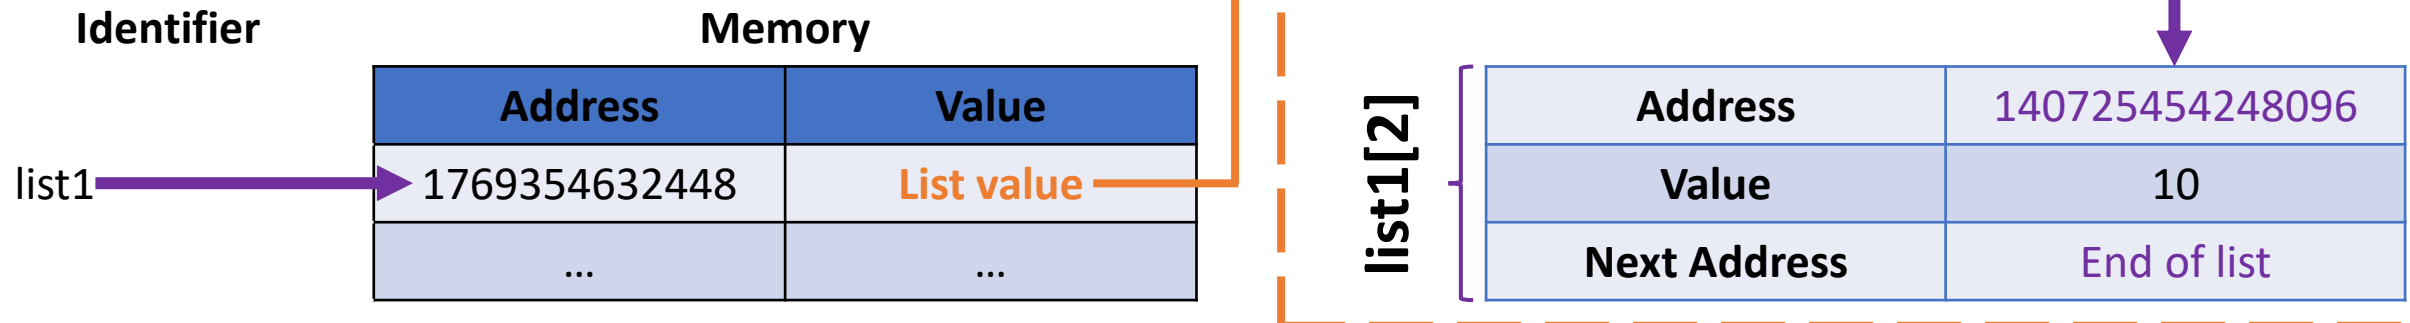 Identifier
Memory
Address Value
list1 1769354632448 List value
... ...
list1[2]
Address 140725454248096
Value 10
Next Address End of list